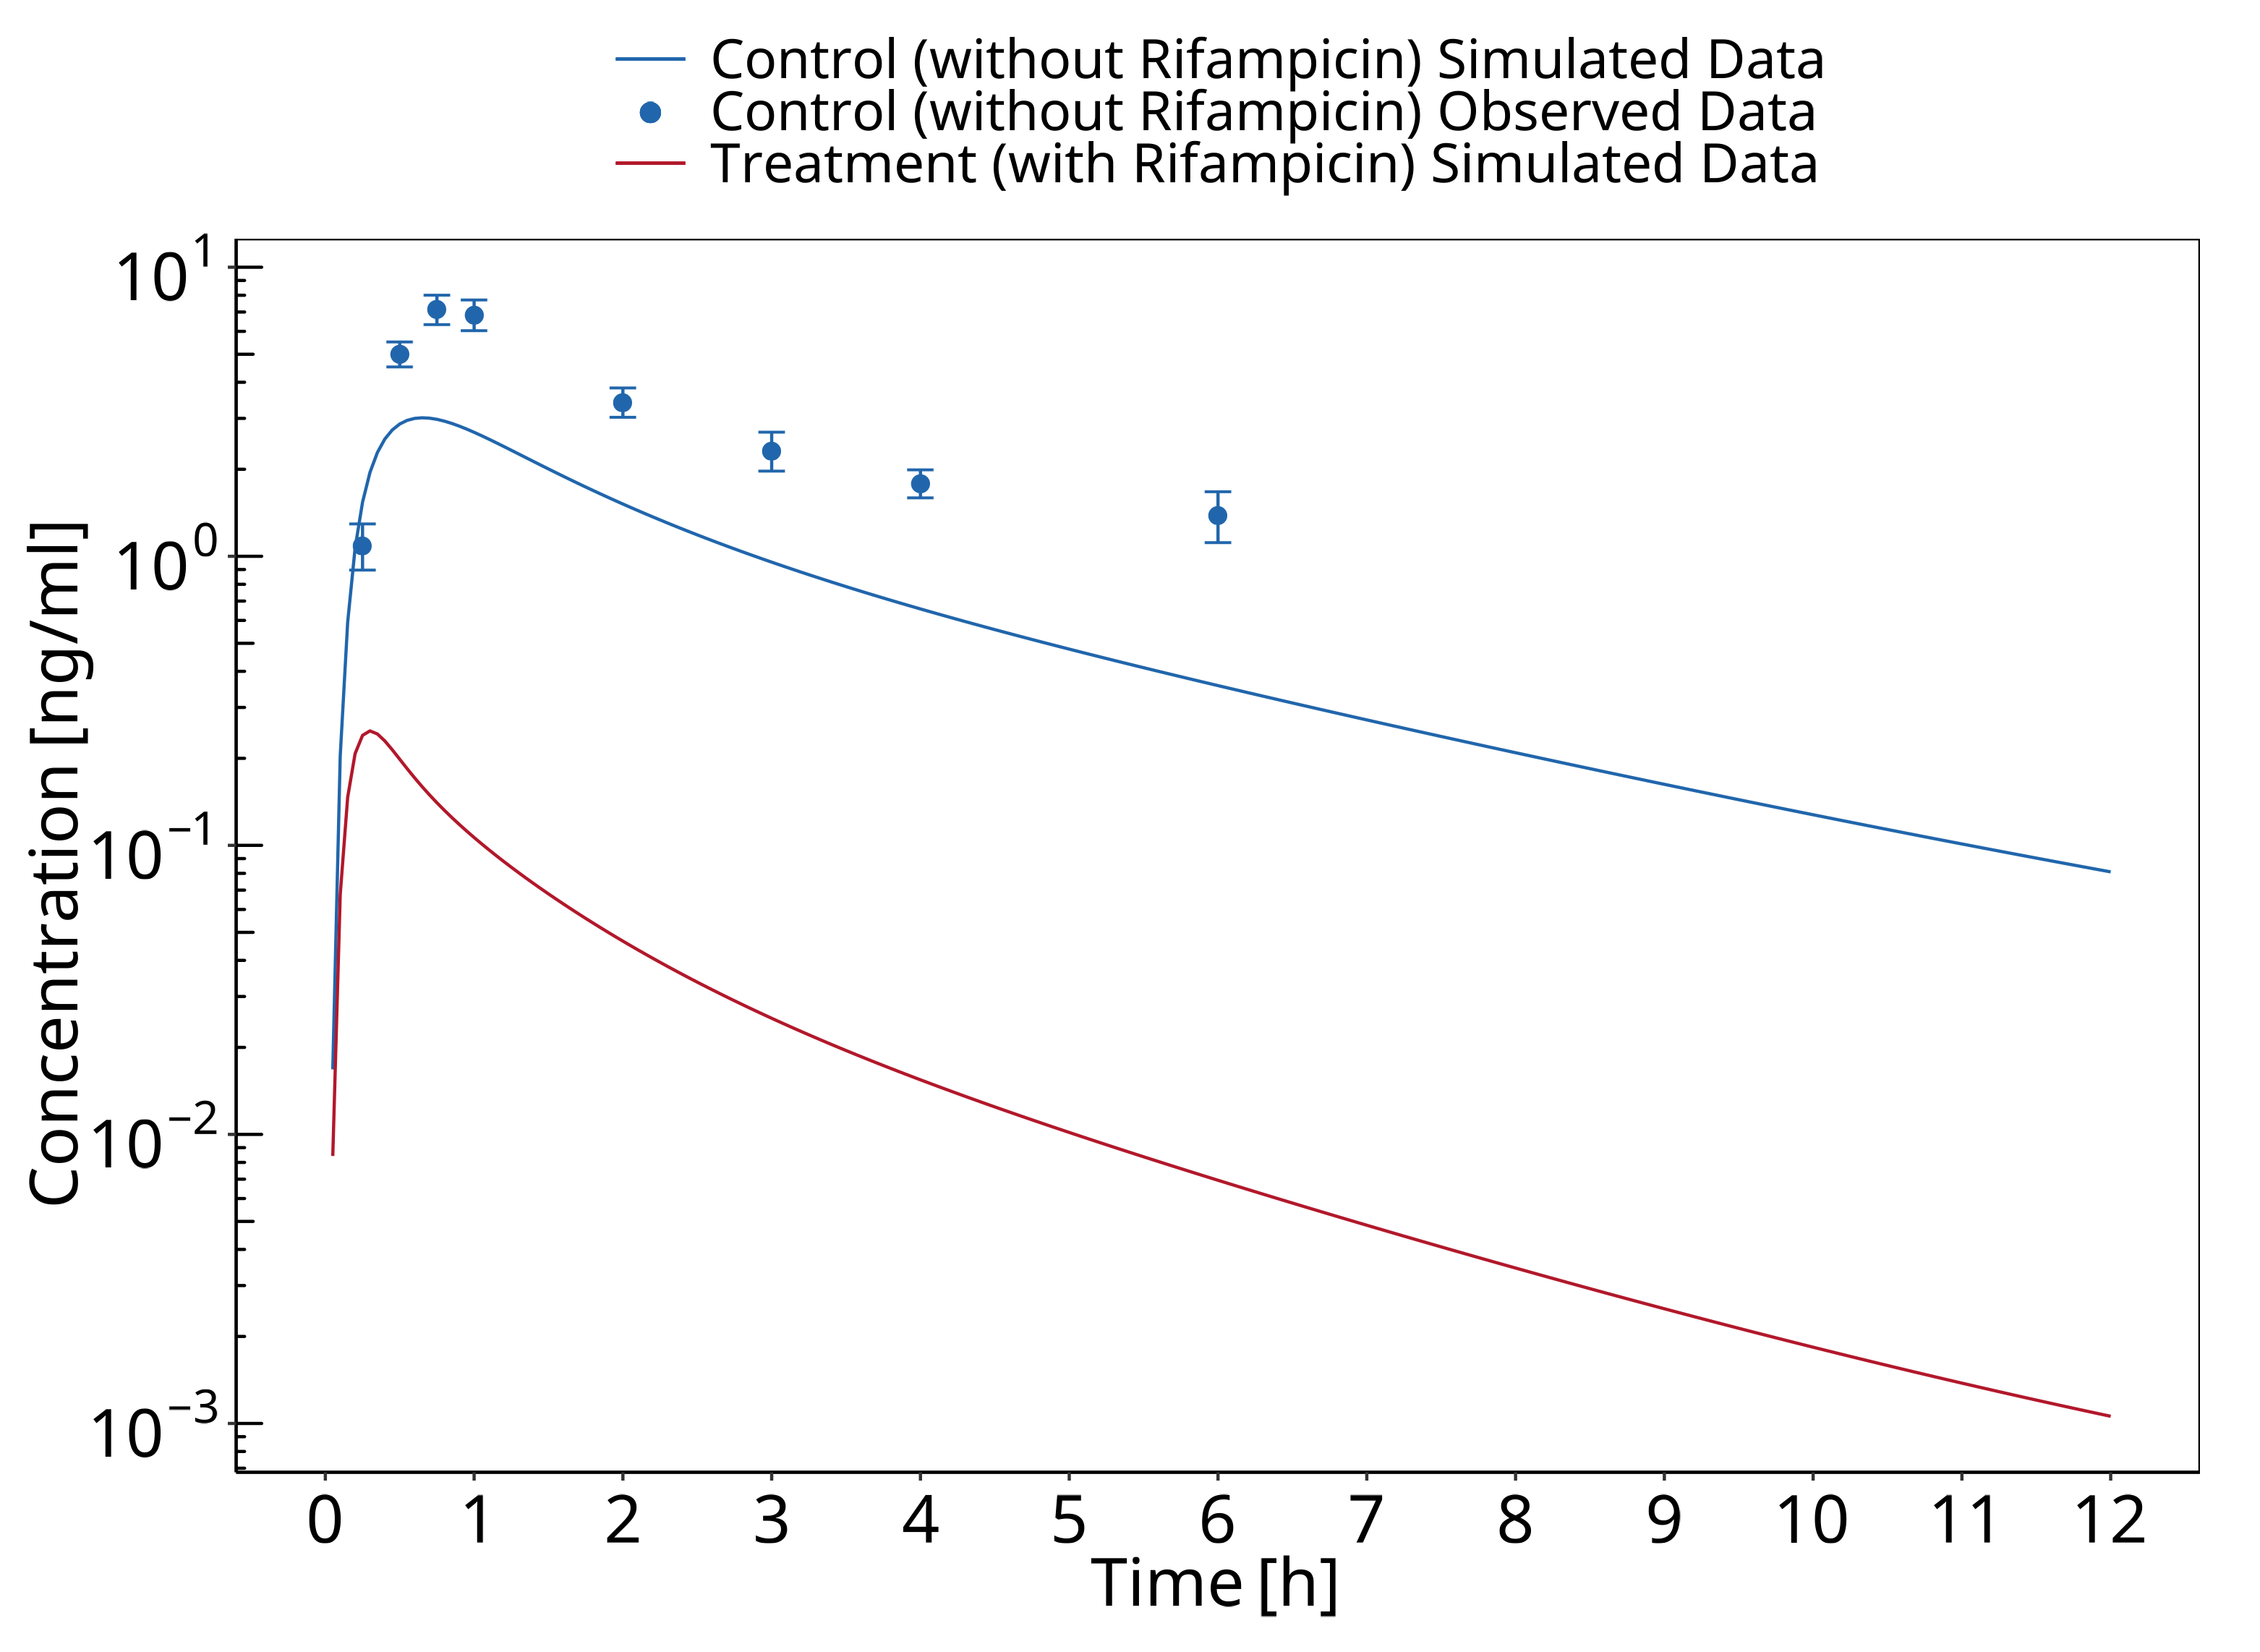 Control (without Rifampicin) Simulated Data
Control (without Rifampicin) Observed Data
Treatment (with Rifampicin) Simulated Data
10^1
10^0
10^−1
10^−2
10^−3
Concentration [ng/ml]
0 1 2 3 4 5 6 7 8 9 10 11 12
Time [h]